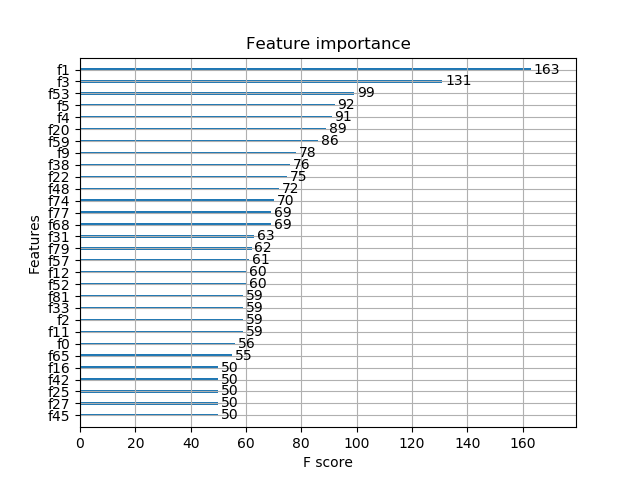 Feature importance
f1 163
f3 131
f53 99
f5 92
f4 91
f20 89
f59 86
f9 78
f38 76
f22 75
f48 72
f74 70
f77 69
f68 69
f31 63
f79 62
f57 61
f12 60
f52 60
f81 59
f33 59
f2 59
f11 59
f0 56
f65 55
f16 50
f42 50
f25 50
f27 50
f45 50
Features
0 20 40 60 80 100 120 140 160
F score